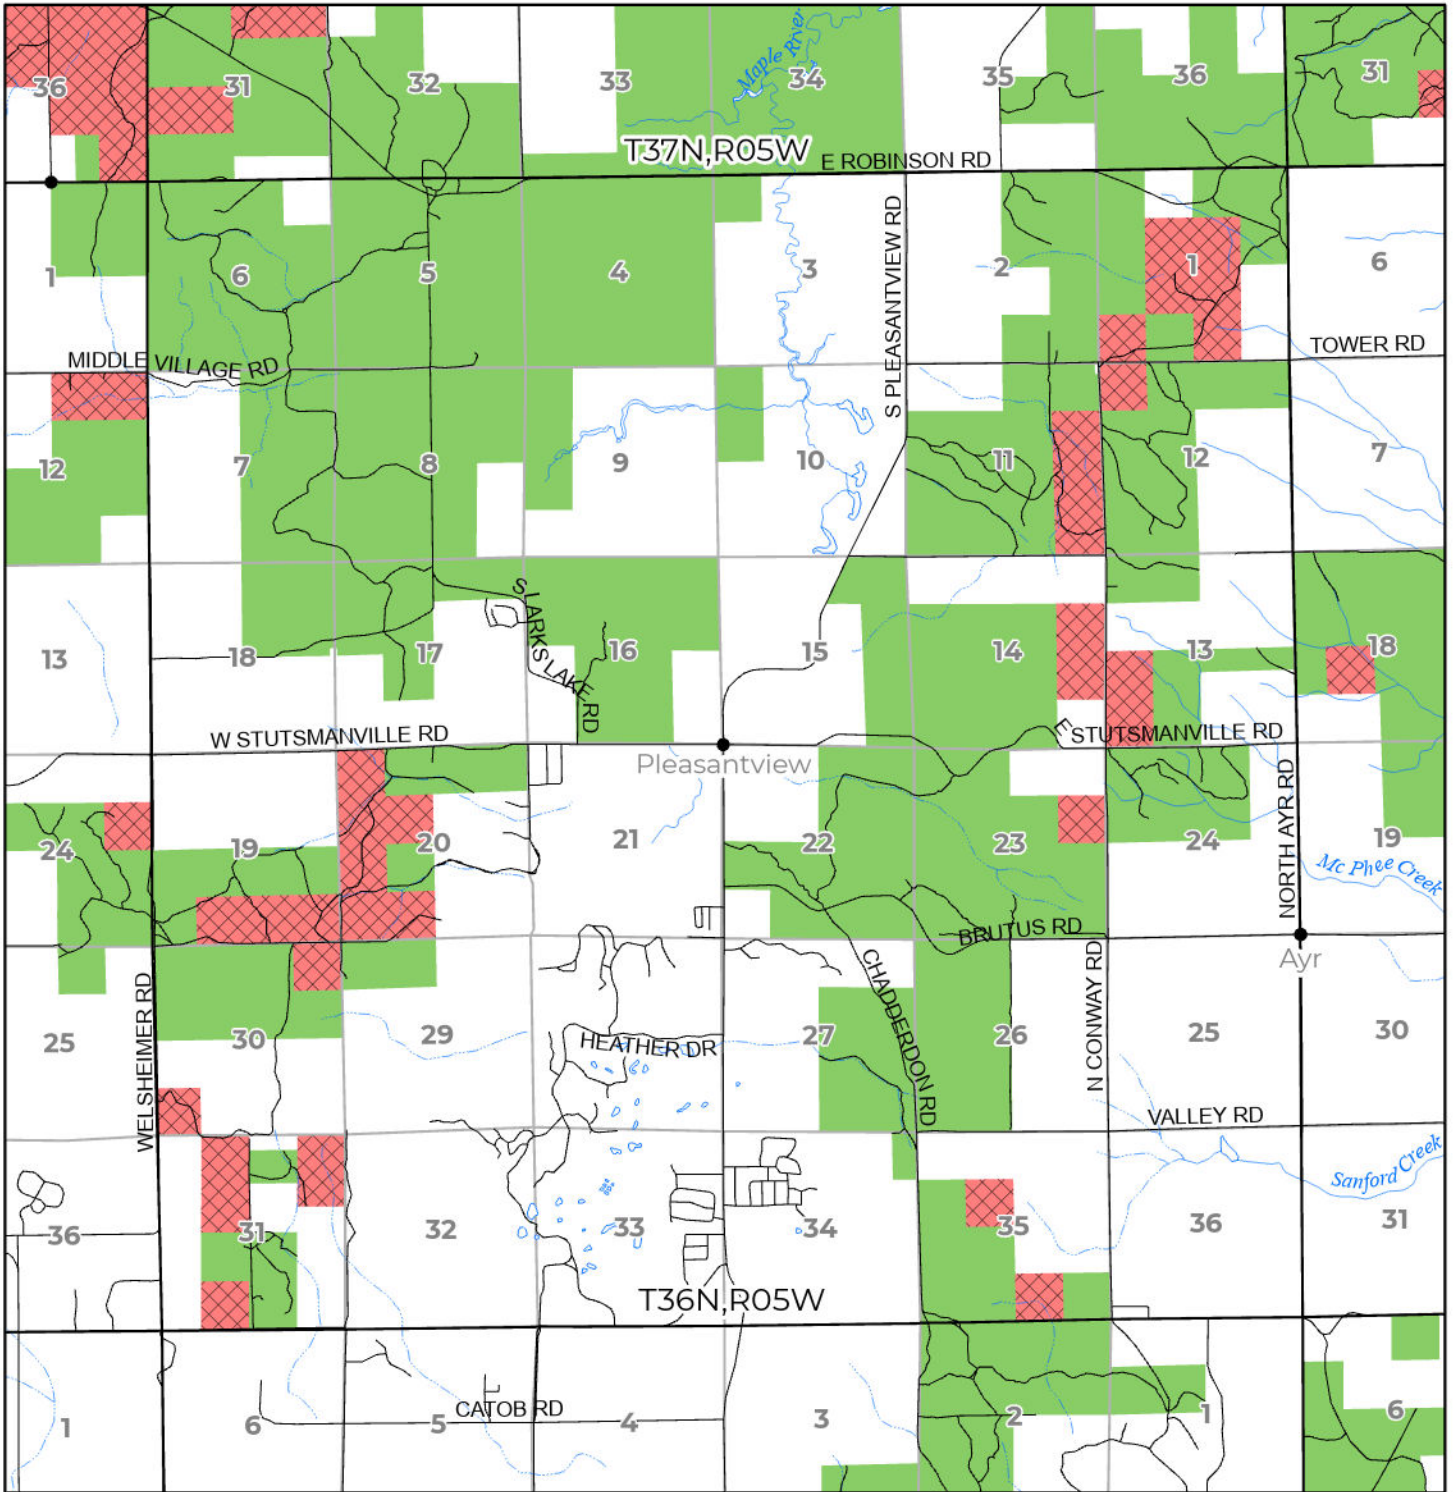 36
31
32
33
Maple River
34
35
36
31
T37N,R05W
E ROBINSON RD
1
6
5
4
3
S PLEASANTVIEW RD
2
1
6
MIDDLE VILLAGE RD
TOWER RD
12
7
8
9
10
11
12
7
13
18
17
S LARKS LAKE RD
16
15
14
13
18
W STUTSMANVILLE RD
E STUTSMANVILLE RD
Pleasantview
24
19
20
21
22
23
24
NORTH AYR RD
19
Mc Phee Creek
BRUTUS RD
Ayr
25
WELSHEIMER RD
30
29
HEATHER DR
27
CHADDERDON RD
26
N CONWAY RD
25
30
VALLEY RD
Sanford Creek
36
31
32
33
34
35
36
31
T36N,R05W
1
6
5
CATOB RD
4
3
2
1
6